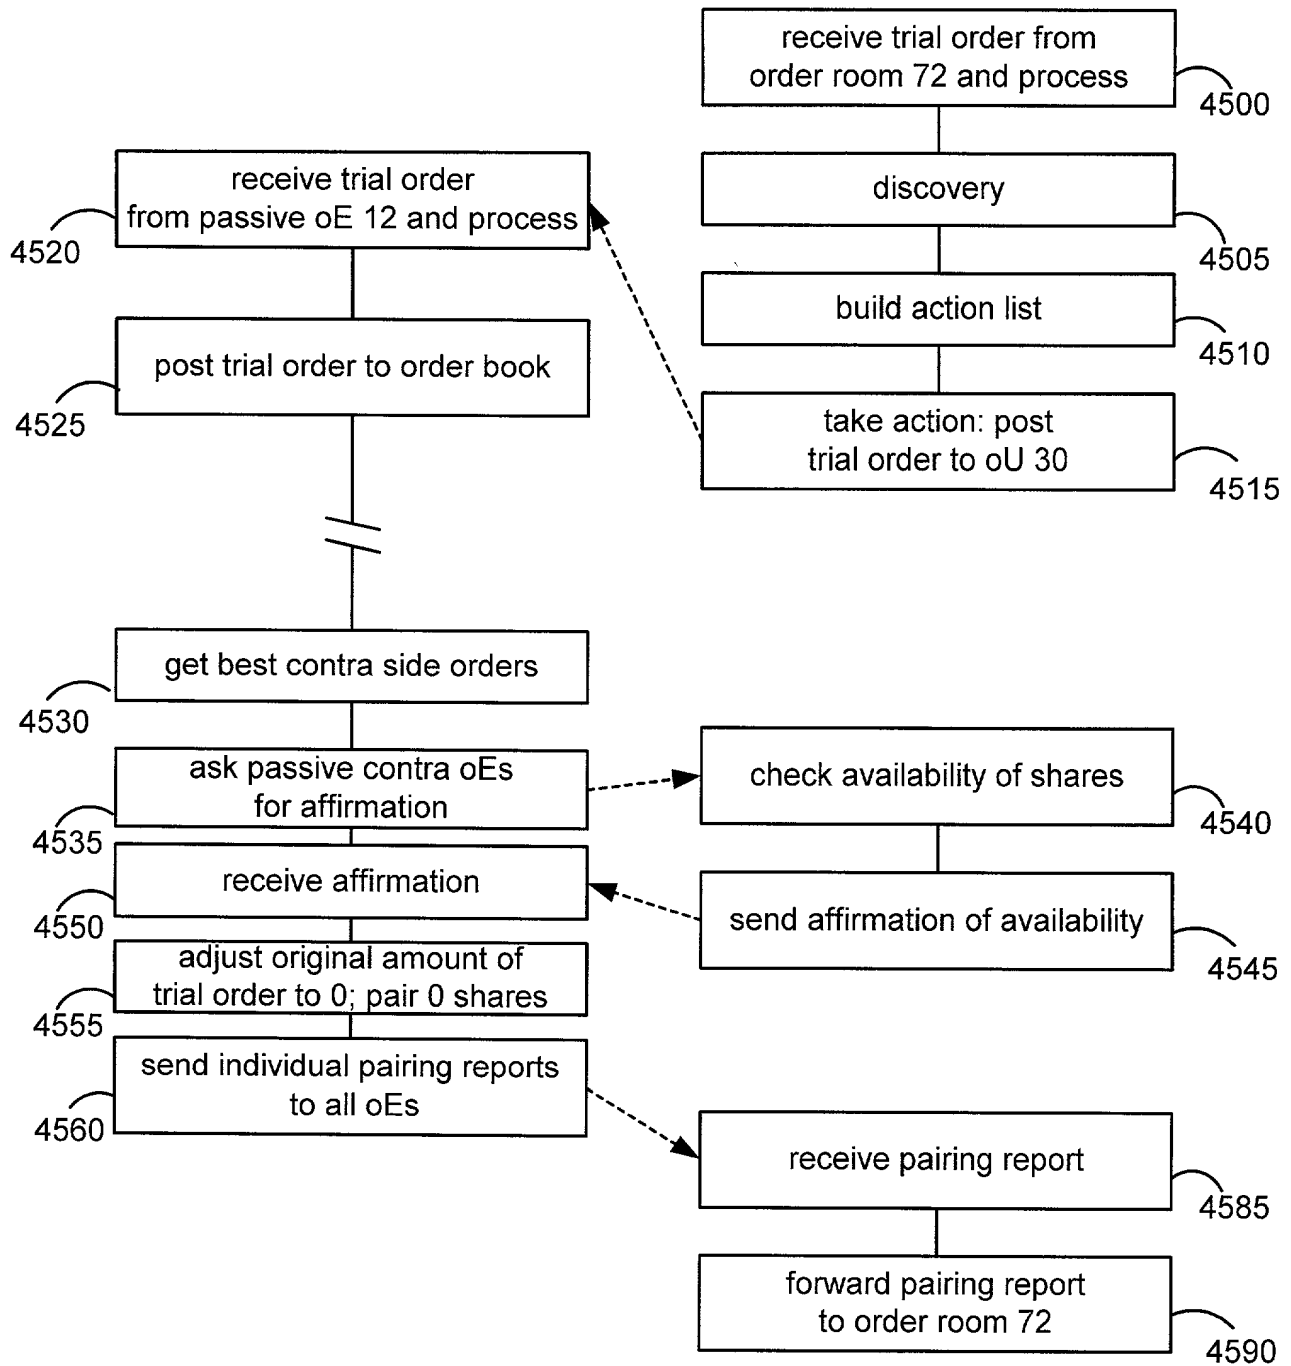 receive trial order from
order room 72 and process
4500
discovery
4505
build action list
4510
take action: post
trial order to oU 30
4515
receive trial order
from passive oE 12 and process
4520
post trial order to order book
4525
get best contra side orders
4530
ask passive contra oEs
for affirmation
4535
check availability of shares
4540
send affirmation of availability
4545
receive affirmation
4550
adjust original amount of
trial order to 0; pair 0 shares
4555
send individual pairing reports
to all oEs
4560
receive pairing report
4585
forward pairing report
to order room 72
4590